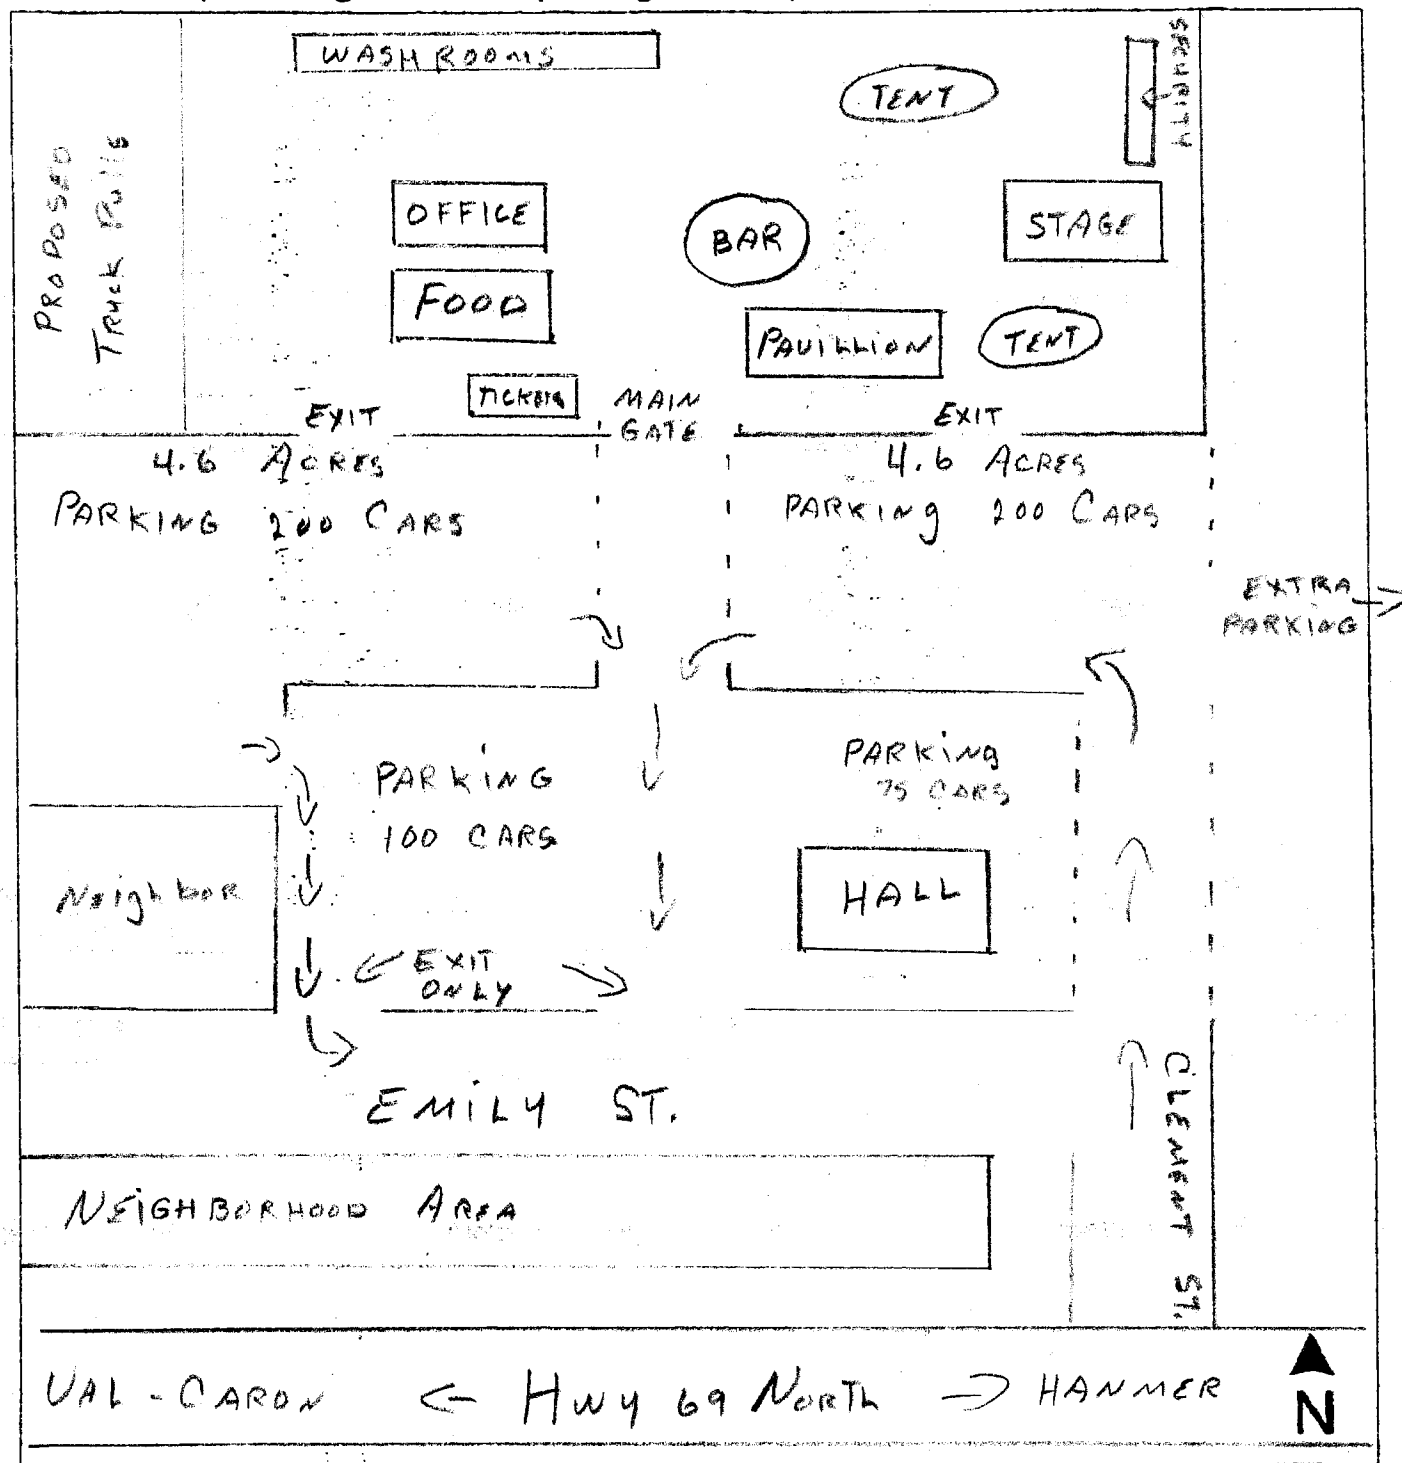 WASHROOMS
TENT
SECURITY
PROPOSED
Truck Pulls
OFFICE
BAR
STAGE
FOOD
PAVILLION
TENT
TICKETS
MAIN
GATE
EXIT
EXIT
4.6 ACRES
PARKING 200 CARS
4.6 ACRES
PARKING 200 CARS
EXTRA
PARKING
PARKING
100 CARS
PARKING
75 CARS
Neighbor
HALL
EXIT
ONLY
EMILY ST.
CLEMENT ST.
NEIGHBORHOOD AREA
VAL-CARON ← HWY 69 NORTH → HANMER
N